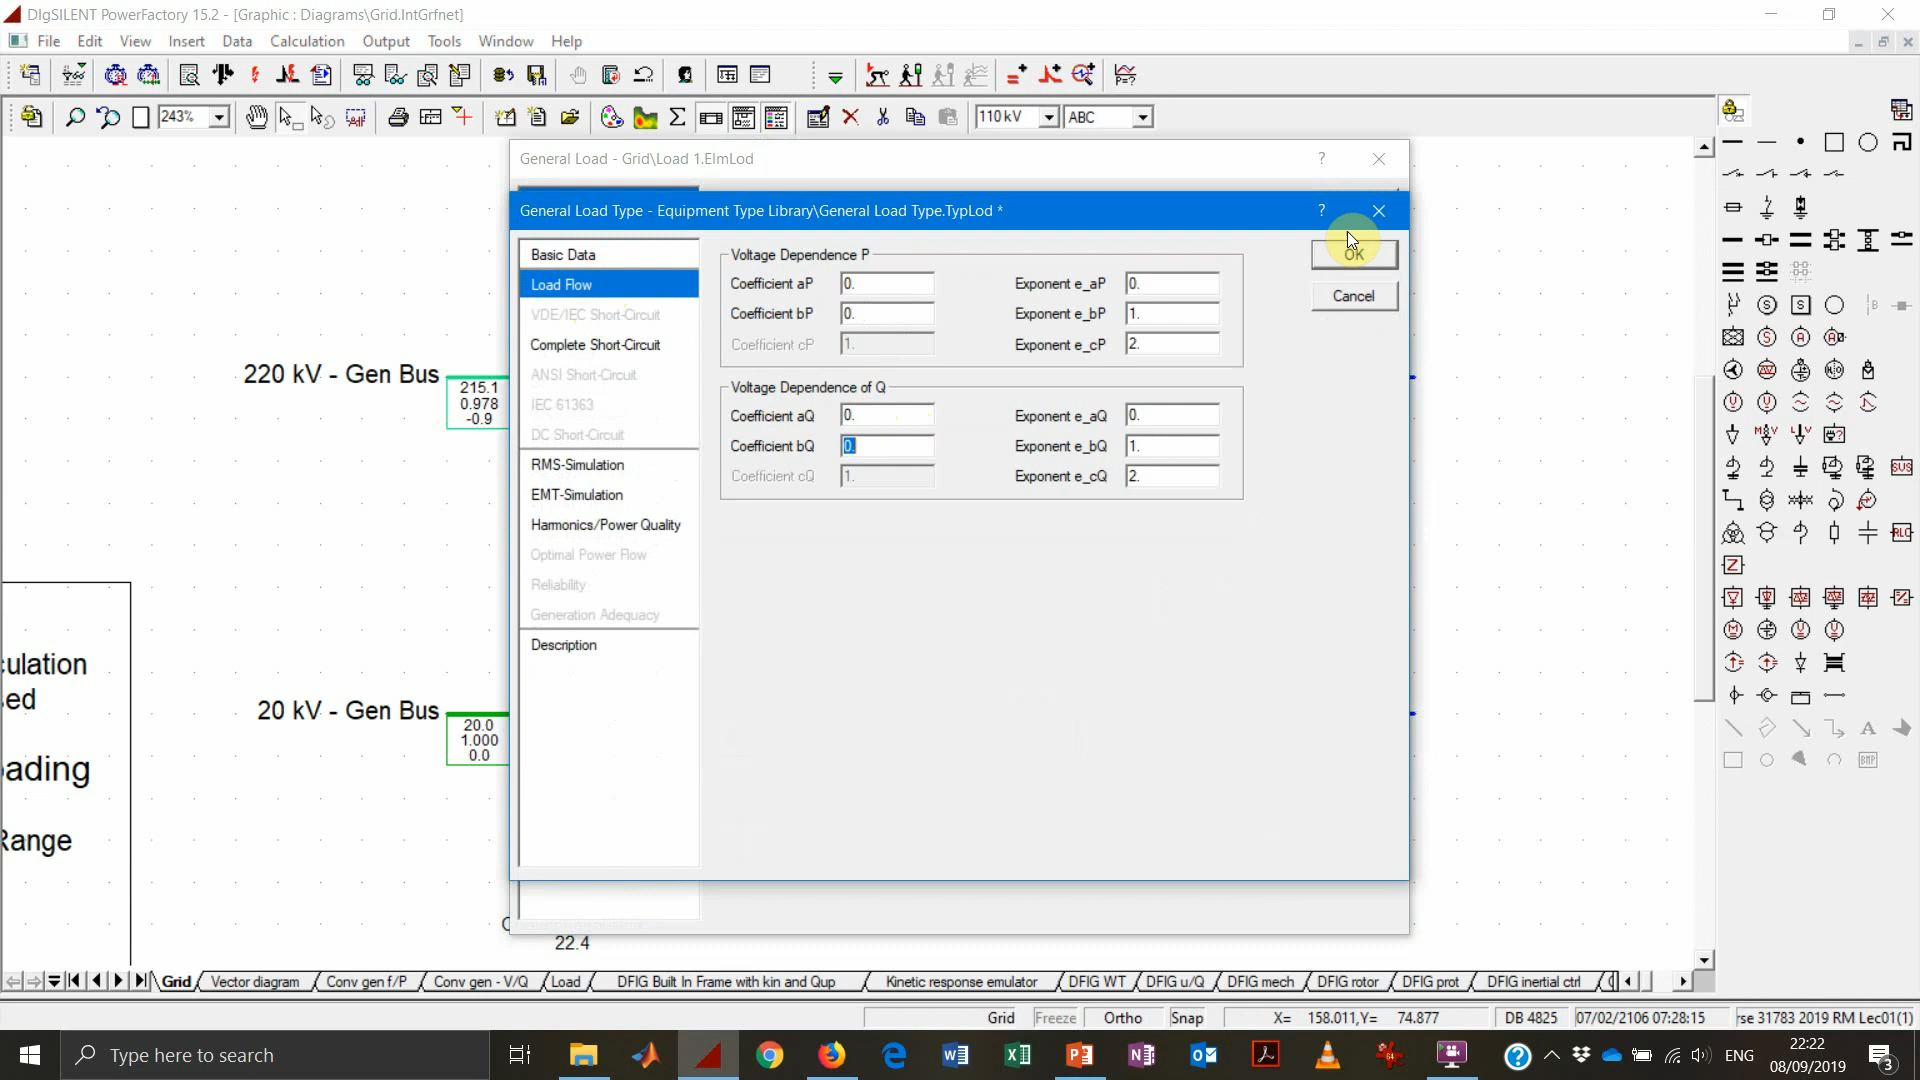 DIgSILENT PowerFactory 15.2 - [Graphic : Diagrams\Grid.IntGrfnet]
File Edit View Insert Data Calculation Output Tools Window Help
243%
110 kV
ABC
General Load - Grid\Load 1.ElmLod
General Load Type - Equipment Type Library\General Load Type.TypLod *
Basic Data
Load Flow
VDE/IEC Short-Circuit
Complete Short-Circuit
ANSI Short-Circuit
IEC 61363
DC Short-Circuit
RMS-Simulation
EMT-Simulation
Harmonics/Power Quality
Optimal Power Flow
Reliability
Generation Adequacy
Description
Voltage Dependence P
Coefficient aP 0. Exponent e_aP 0.
Coefficient bP 0. Exponent e_bP 1.
Coefficient cP 1. Exponent e_cP 2.
Voltage Dependence of Q
Coefficient aQ 0. Exponent e_aQ 0.
Coefficient bQ 0. Exponent e_bQ 1.
Coefficient cQ 1. Exponent e_cQ 2.
OK
Cancel
220 kV - Gen Bus
215.1
0.978
-0.9
20 kV - Gen Bus
20.0
1.000
0.0
22.4
Grid Vector diagram Conv gen f/P Conv gen - V/Q Load DFIG Built In Frame with kin and Qup Kinetic response emulator DFIG WT DFIG u/Q DFIG mech DFIG rotor DFIG prot DFIG inertial ctrl
Grid Freeze Ortho Snap X= 158.011,Y= 74.877 DB 4825 07/02/2106 07:28:15 rse 31783 2019 RM Lec01(1)
Type here to search
ENG
22:22
08/09/2019
3